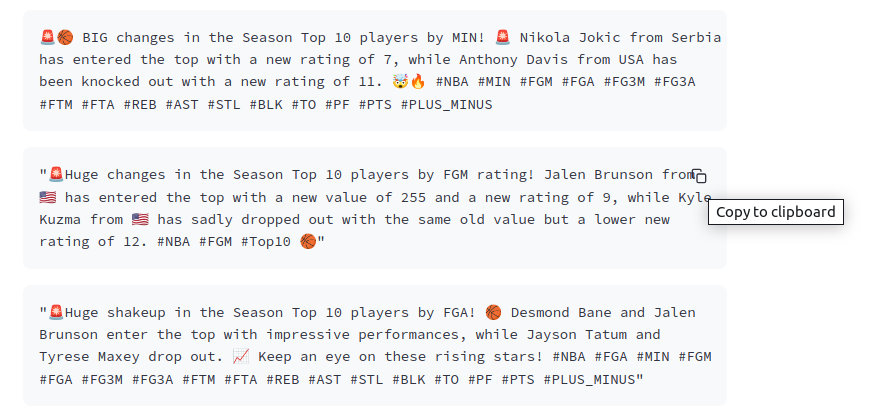 🚨🏀 BIG changes in the Season Top 10 players by MIN! 🚨 Nikola Jokic from Serbia
has entered the top with a new rating of 7, while Anthony Davis from USA has
been knocked out with a new rating of 11. 🤯🔥 #NBA #MIN #FGM #FGA #FG3M #FG3A
#FTM #FTA #REB #AST #STL #BLK #TO #PF #PTS #PLUS_MINUS
"🚨Huge changes in the Season Top 10 players by FGM rating! Jalen Brunson from
🇺🇸 has entered the top with a new value of 255 and a new rating of 9, while Kyle
Copy to clipboard
Kuzma from 🇺🇸 has sadly dropped out with the same old value but a lower new
rating of 12. #NBA #FGM #Top10 🏀"
"🚨Huge shakeup in the Season Top 10 players by FGA! 🏀 Desmond Bane and Jalen
Brunson enter the top with impressive performances, while Jayson Tatum and
Tyrese Maxey drop out. 📈 Keep an eye on these rising stars! #NBA #FGA #MIN #FGM
#FGA #FG3M #FG3A #FTM #FTA #REB #AST #STL #BLK #TO #PF #PTS #PLUS_MINUS"